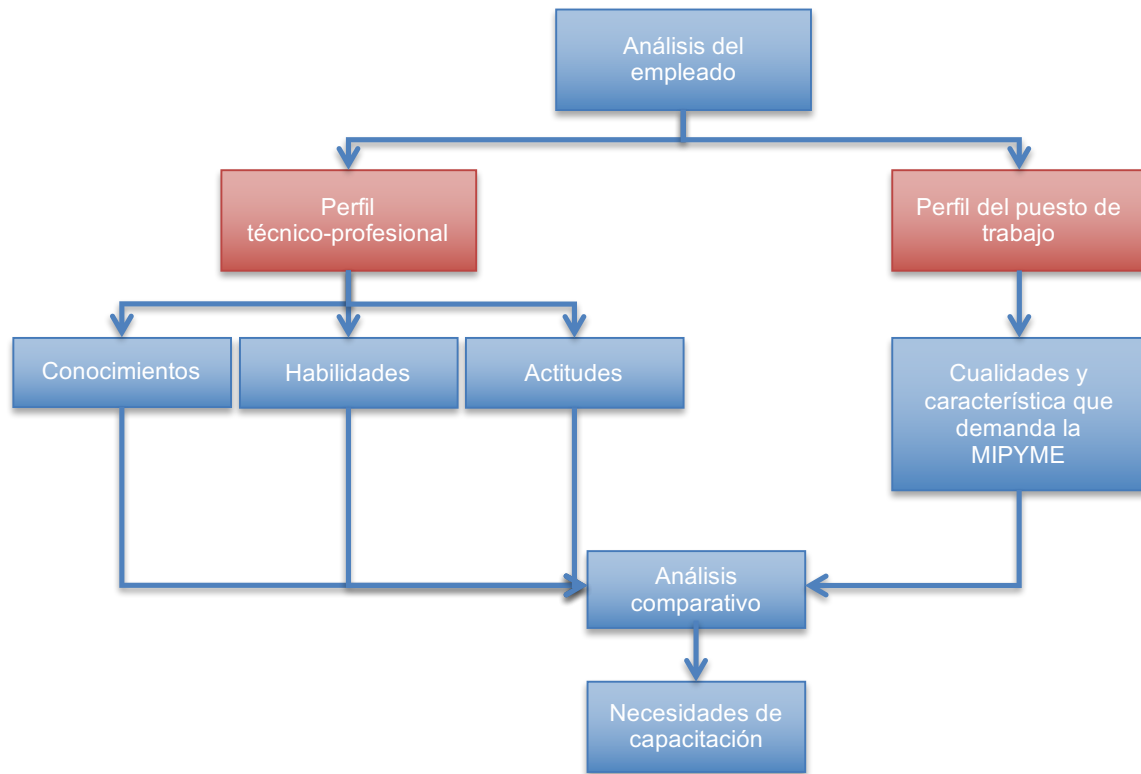 Análisis del
empleado
Perfil
técnico-profesional
Perfil del puesto de
trabajo
Conocimientos
Habilidades
Actitudes
Cualidades y
característica que
demanda la
MIPYME
Análisis
comparativo
Necesidades de
capacitación